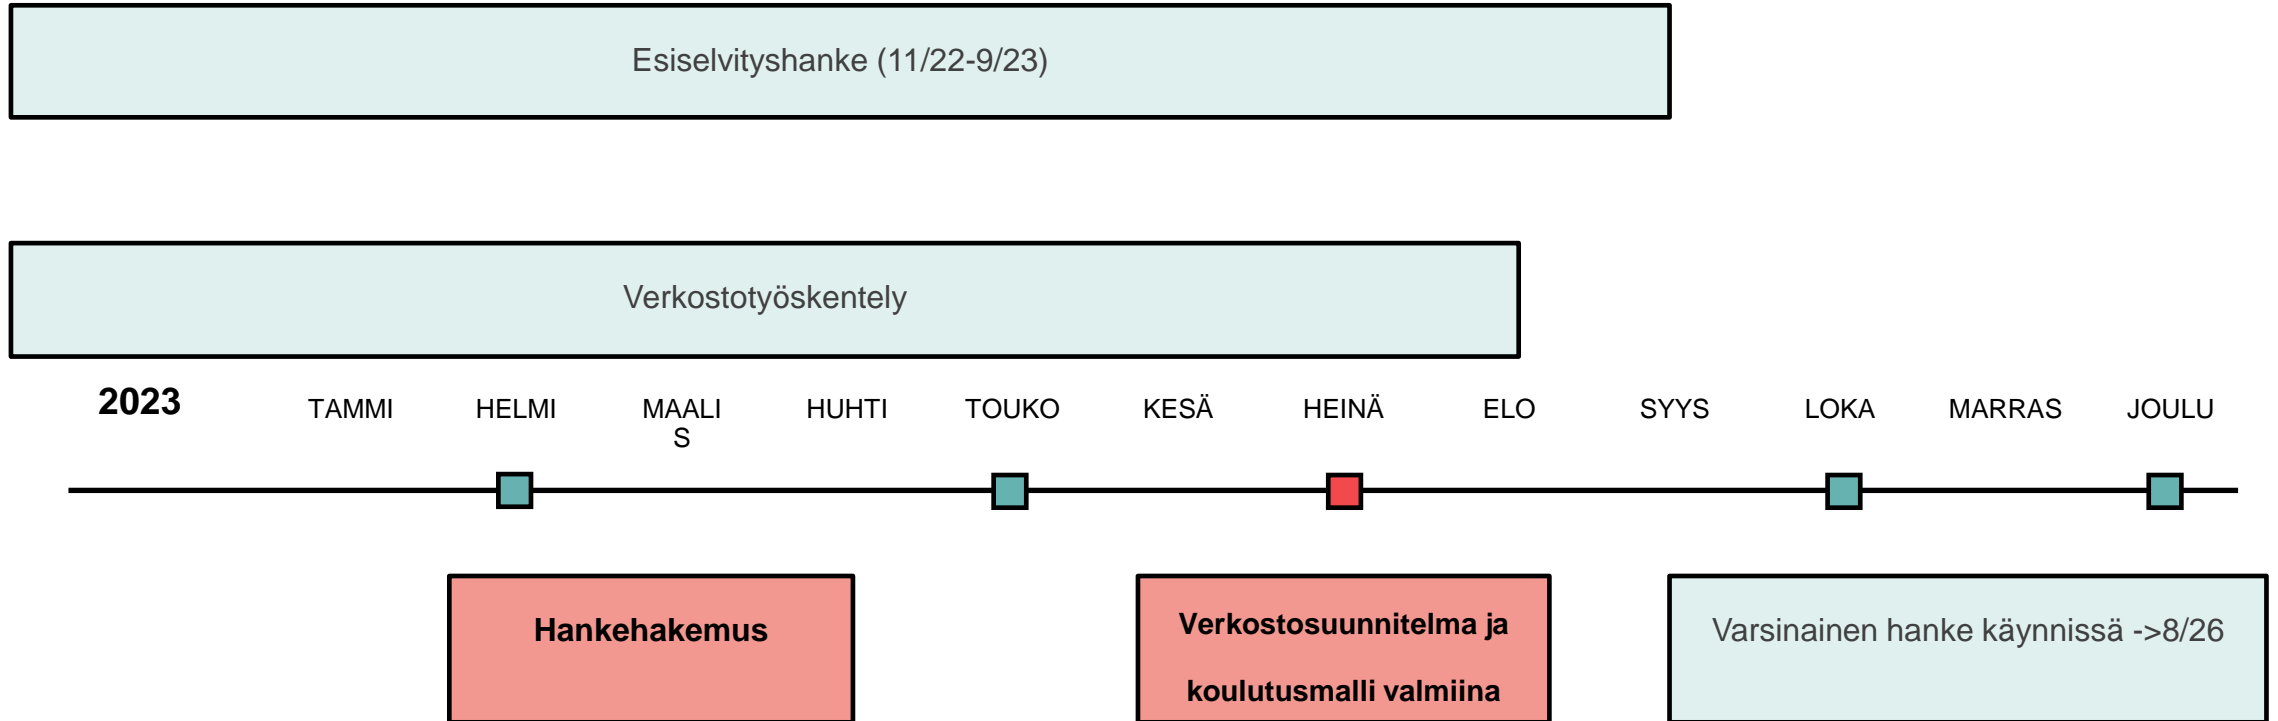 Esiselvityshanke (11/22-9/23)
Verkostotyöskentely
2023 TAMMI HELMI MAALI HUHTI TOUKO KESÄ HEINÄ ELO SYYS LOKA MARRAS JOULU
S
Hankehakemus
Verkostosuunnitelma ja
koulutusmalli valmiina
Varsinainen hanke käynnissä ->8/26